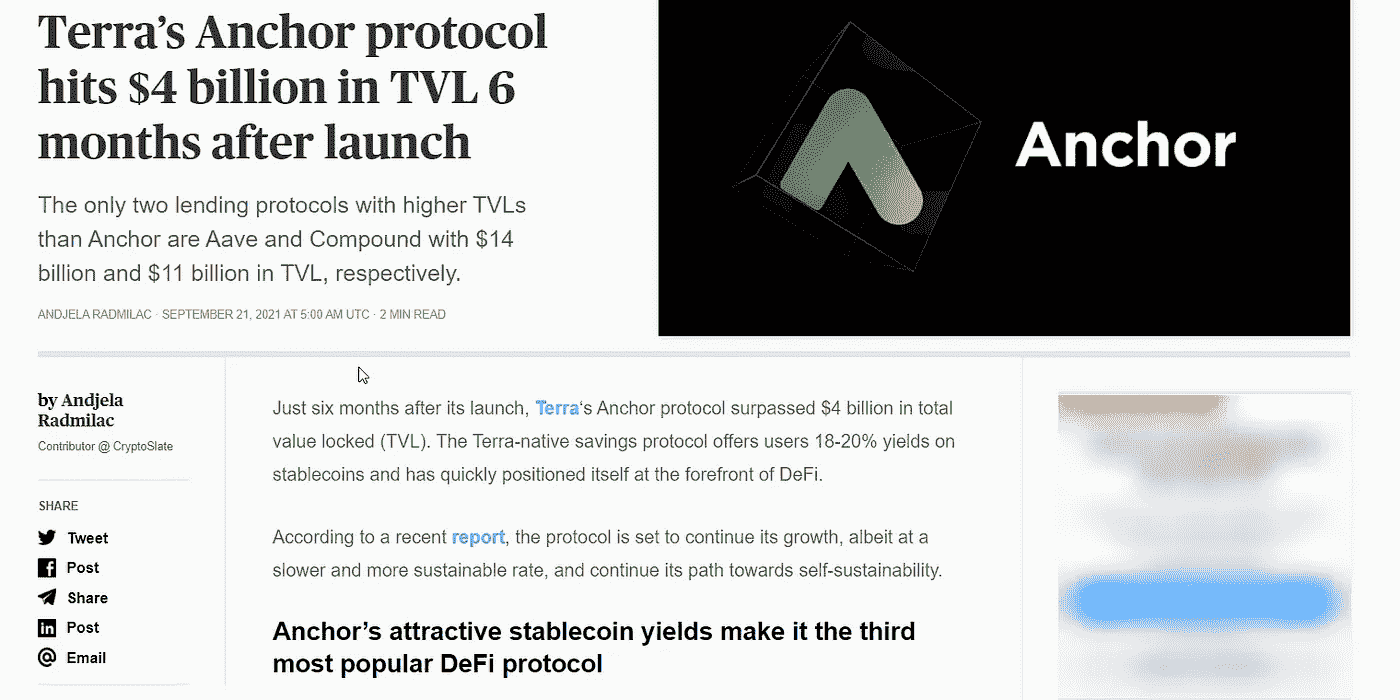 Terra’s Anchor protocol
hits $4 billion in TVL 6
months after launch
The only two lending protocols with higher TVLs
than Anchor are Aave and Compound with $14
billion and $11 billion in TVL, respectively.
ANDJELA RADMILAC · SEPTEMBER 21, 2021 AT 5:00 AM UTC · 2 MIN READ
Anchor
by Andjela
Radmilac
Contributor @ CryptoSlate
SHARE
Tweet
Post
Share
Post
Email
Just six months after its launch, Terra‘s Anchor protocol surpassed $4 billion in total
value locked (TVL). The Terra-native savings protocol offers users 18-20% yields on
stablecoins and has quickly positioned itself at the forefront of DeFi.
According to a recent report, the protocol is set to continue its growth, albeit at a
slower and more sustainable rate, and continue its path towards self-sustainability.
Anchor’s attractive stablecoin yields make it the third
most popular DeFi protocol